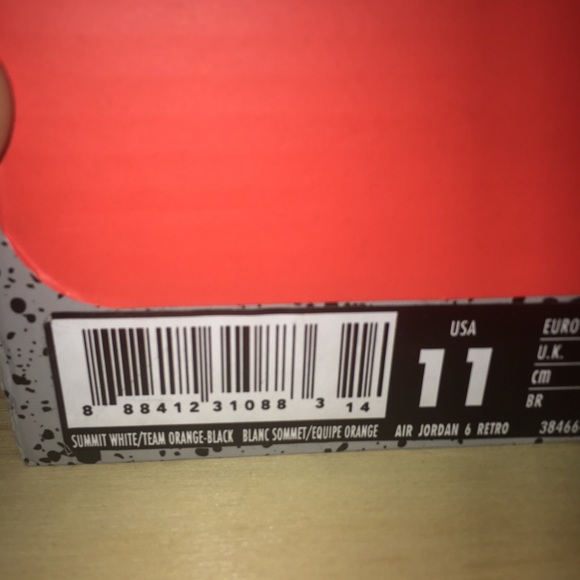 USA
11
EURO
U.K.
CM
BR
8 88412 31088 3 14
SUMMIT WHITE/TEAM ORANGE-BLACK BLANC SOMMET/EQUIPE ORANGE AIR JORDAN 6 RETRO 38466